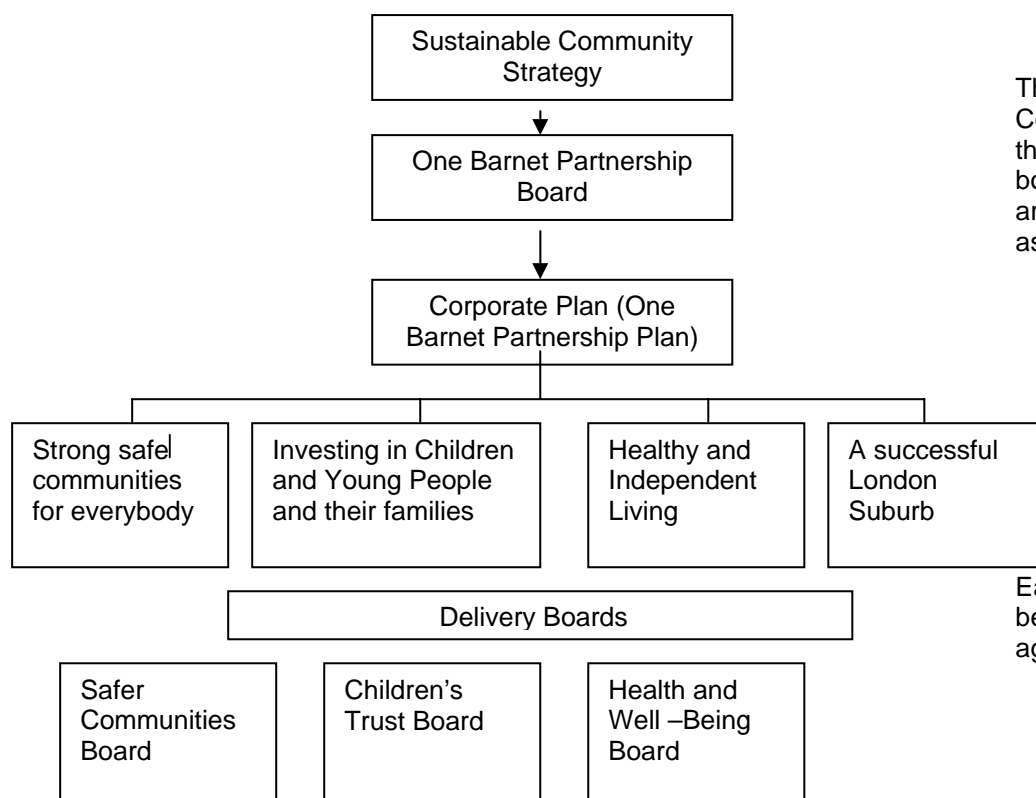 Sustainable Community
Strategy
One Barnet Partnership
Board
Corporate Plan (One
Barnet Partnership Plan)
Strong safe
communities
for everybody
Investing in Children
and Young People
and their families
Healthy and
Independent
Living
A successful
London
Suburb
Delivery Boards
Safer
Communities
Board
Children's
Trust Board
Health and
Well –Being
Board